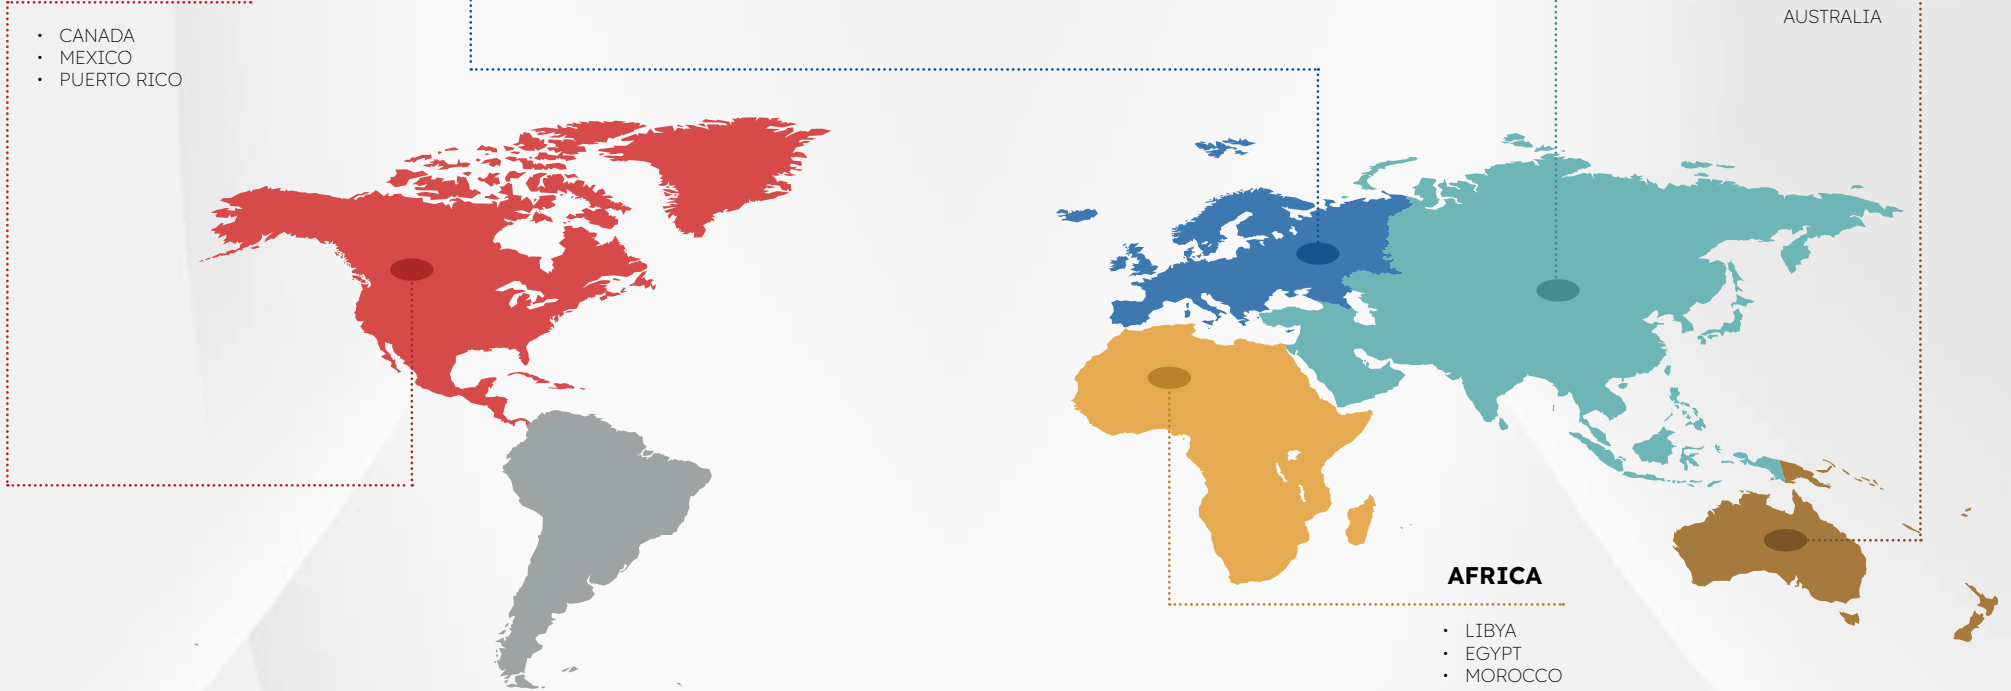 • CANADA
• MEXICO
• PUERTO RICO
AUSTRALIA
AFRICA
• LIBYA
• EGYPT
• MOROCCO